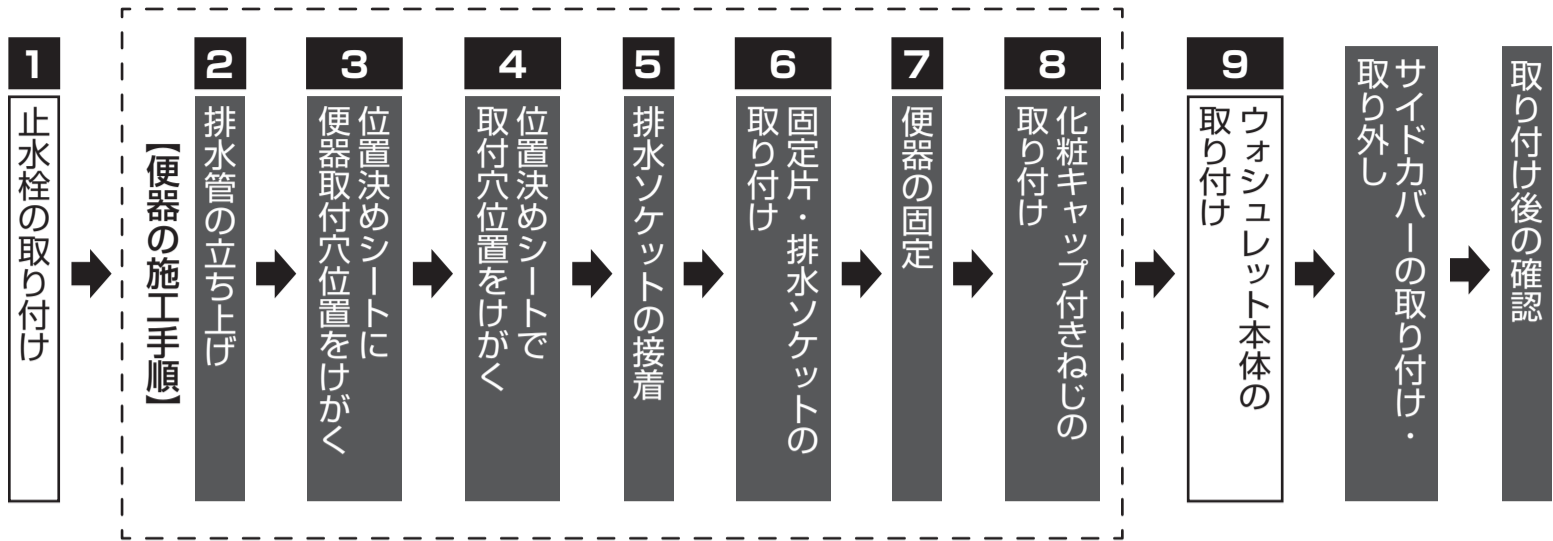 1
止水栓の取り付け
【便器の施工手順】
2
排水管の立ち上げ
3
位置決めシートに
便器取付穴位置をけがく
4
位置決めシートで
取付穴位置をけがく
5
排水ソケットの接着
6
固定片・排水ソケットの
取り付け
7
便器の固定
8
化粧キャップ付きねじの
取り付け
9
ウォシュレット本体の
取り付け
サイドカバーの取り付け・
取り外し
取り付け後の確認